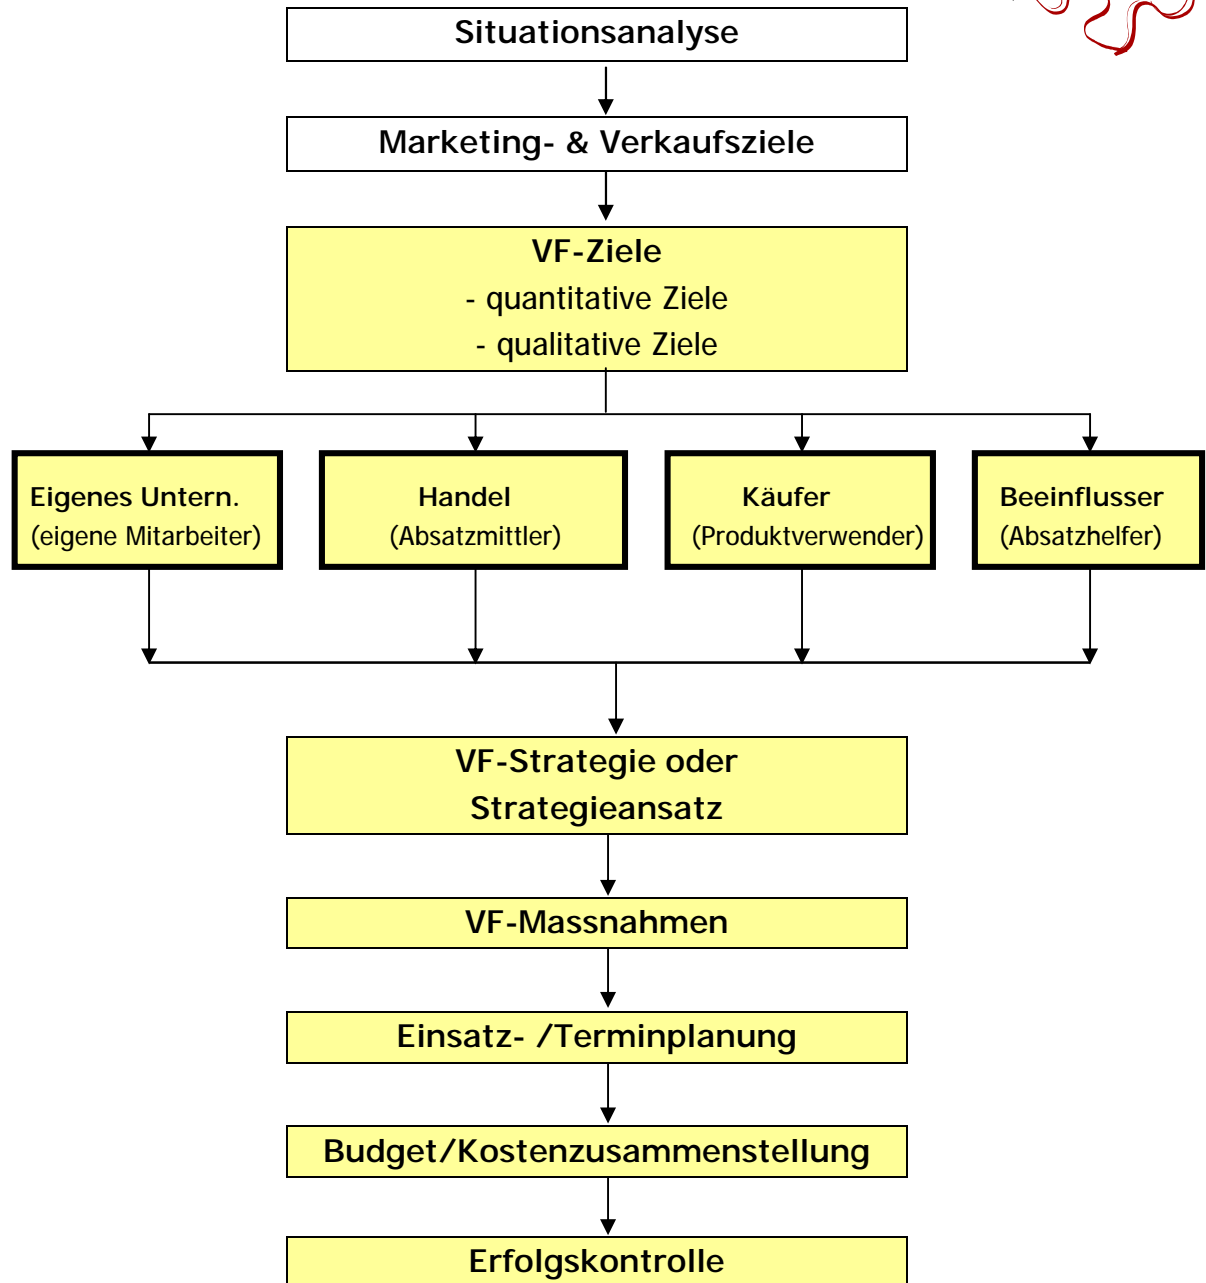 Situationsanalyse
Marketing- & Verkaufsziele
VF-Ziele
- quantitative Ziele
- qualitative Ziele
Eigenes Untern.
(eigene Mitarbeiter)
Handel
(Absatzmittler)
Käufer
(Produktverwender)
Beeinflusser
(Absatzhelfer)
VF-Strategie oder
Strategieansatz
VF-Massnahmen
Einsatz- /Terminplanung
Budget/Kostenzusammenstellung
Erfolgskontrolle